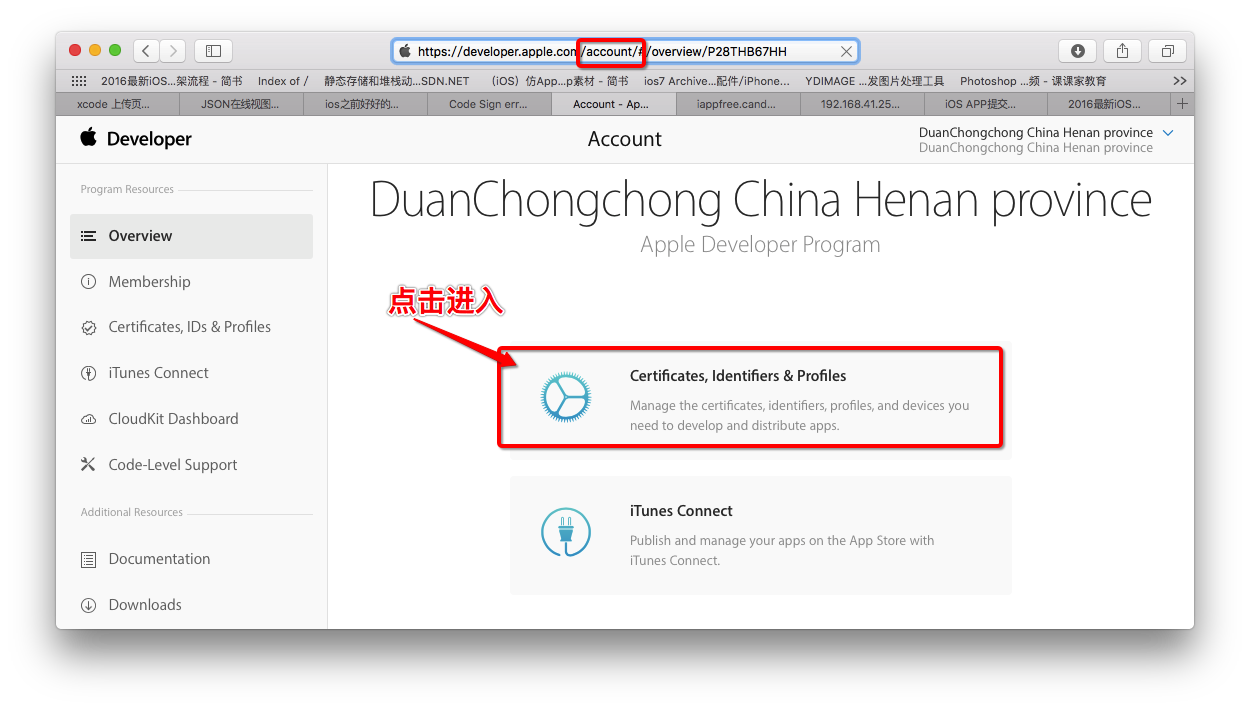 https://developer.apple.com/account/#/overview/P28THB67HH
2016最新iOS...架流程 - 简书 Index of / 静态存储和堆栈动...SDN.NET （iOS）仿App...p素材 - 简书 ios7 Archive...配件/iPhone... YDIMAGE ...发图片处理工具 Photoshop ...频 - 课课家教育
xcode 上传页... JSON在线视图... ios之前好好的... Code Sign err... Account - Ap... iappfree.cand... 192.168.41.25... iOS APP提交... 2016最新iOS...
Developer
Account
DuanChongchong China Henan province
DuanChongchong China Henan province
Program Resources
Overview
Membership
Certificates, IDs & Profiles
iTunes Connect
CloudKit Dashboard
Code-Level Support
Additional Resources
Documentation
Downloads
DuanChongchong China Henan province
Apple Developer Program
点击进入
Certificates, Identifiers & Profiles
Manage the certificates, identifiers, profiles, and devices you
need to develop and distribute apps.
iTunes Connect
Publish and manage your apps on the App Store with
iTunes Connect.